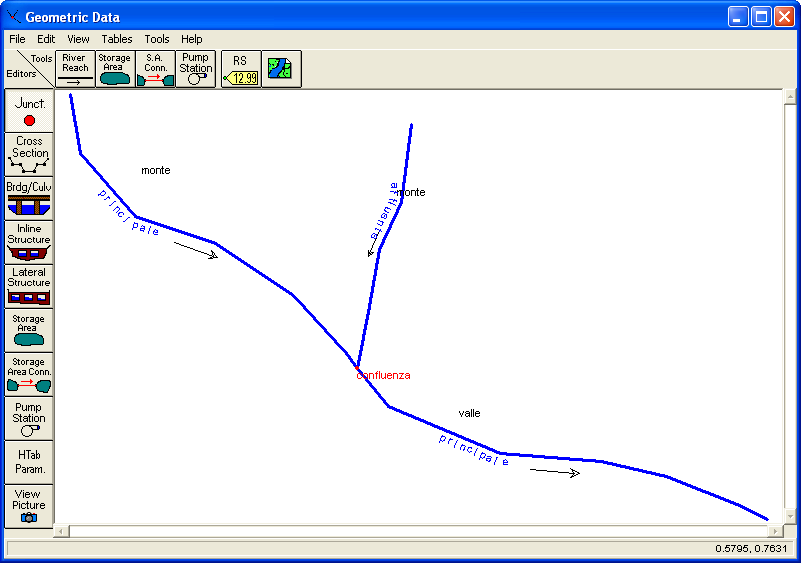 Geometric Data
File Edit View Tables Tools Help
Tools
Editors
River
Reach
Storage
Area
S.A.
Conn.
Pump
Station
RS
12.99
Junct.
Cross
Section
Brdg/Culv
Inline
Structure
Lateral
Structure
Storage
Area
Storage
Area Conn.
Pump
Station
HTab
Param.
View
Picture
monte
principale
monte
affluente
confluenza
valle
principale
0.5795, 0.7631